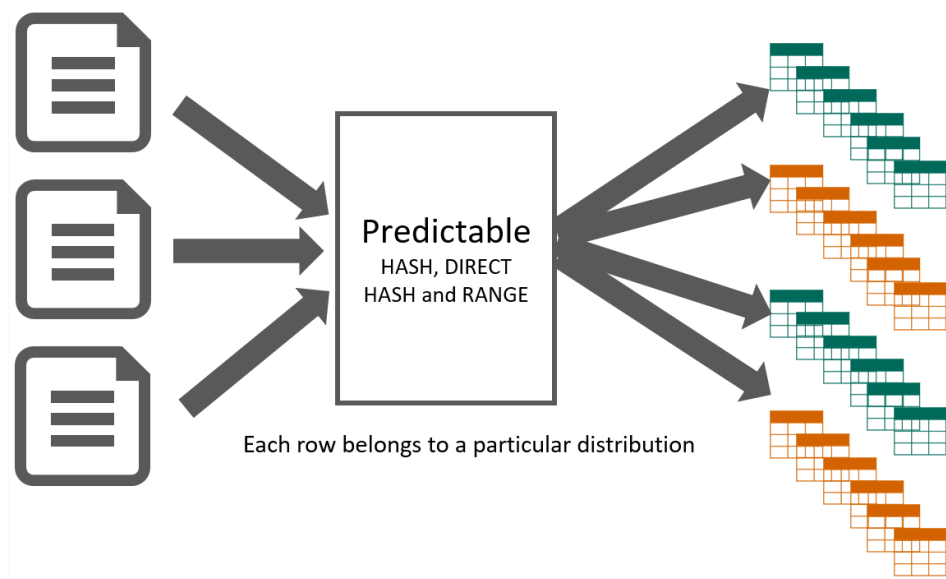 Predictable
HASH, DIRECT
HASH and RANGE
Each row belongs to a particular distribution